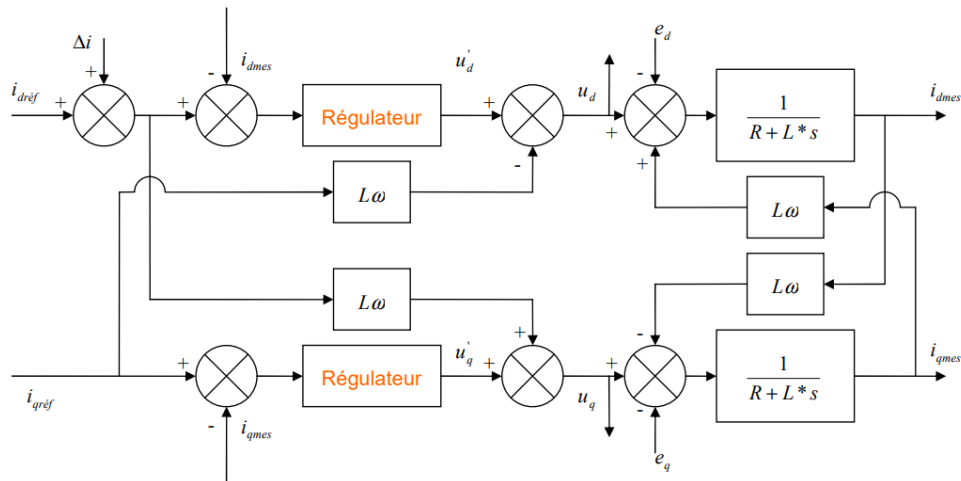 Δi
i_dréf
+
+
-
i_dmes
+
Régulateur
u'_d
+
-
u_d
e_d
-
+
+
1
R + L * s
i_dmes
Lω
Lω
Lω
Lω
i_qréf
+
-
i_qmes
Régulateur
u'_q
+
+
u_q
+
-
-
e_q
1
R + L * s
i_qmes